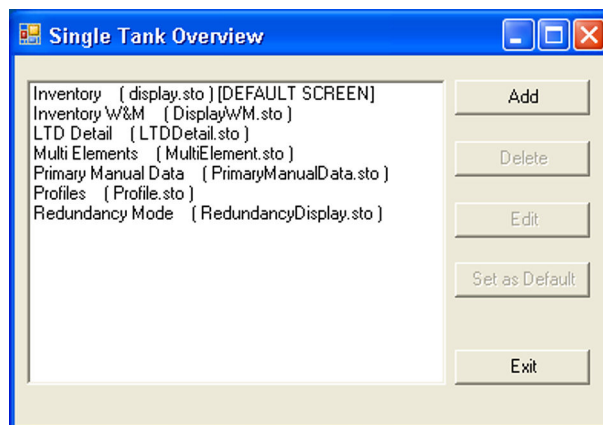 Single Tank Overview
Inventory ( display.sto ) [DEFAULT SCREEN]
Inventory W&M ( DisplayWM.sto )
LTD Detail ( LTDDetail.sto )
Multi Elements ( MultiElement.sto )
Primary Manual Data ( PrimaryManualData.sto )
Profiles ( Profile.sto )
Redundancy Mode ( RedundancyDisplay.sto )
Add
Delete
Edit
Set as Default
Exit